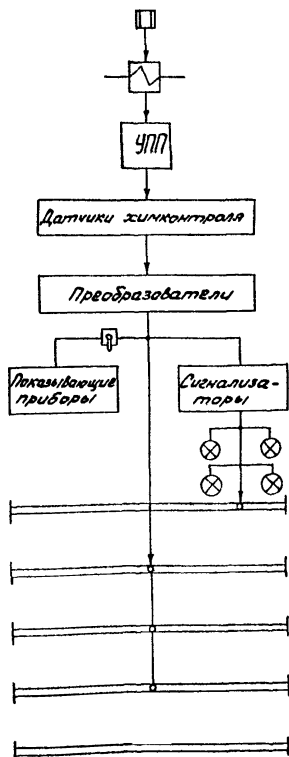 УПП
Датчики химконтроля
Преобразователи
Показывающие
приборы
Сигнализа-
торы